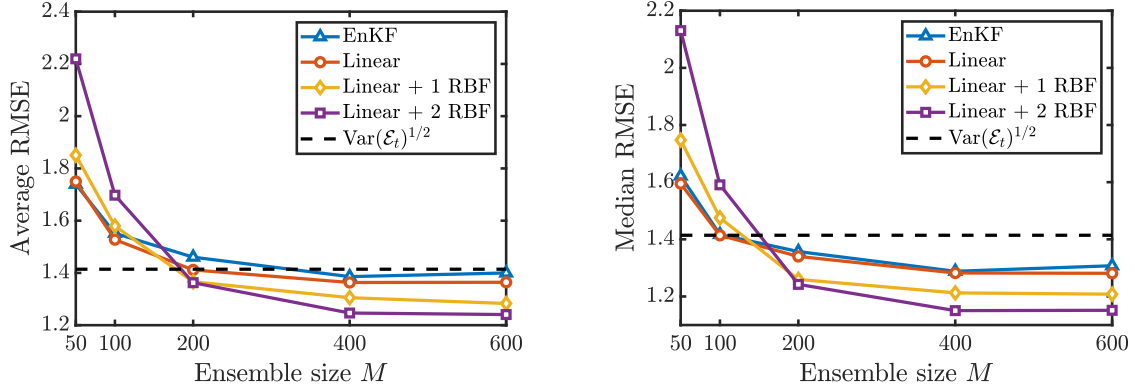 2.4
2.2
2
1.8
1.6
1.4
1.2
Average RMSE
50 100 200 400 600
Ensemble size M
EnKF
Linear
Linear + 1 RBF
Linear + 2 RBF
Var(ℰₜ)^{1/2}
2.2
2
1.8
1.6
1.4
1.2
Median RMSE
50 100 200 400 600
Ensemble size M
EnKF
Linear
Linear + 1 RBF
Linear + 2 RBF
Var(ℰₜ)^{1/2}